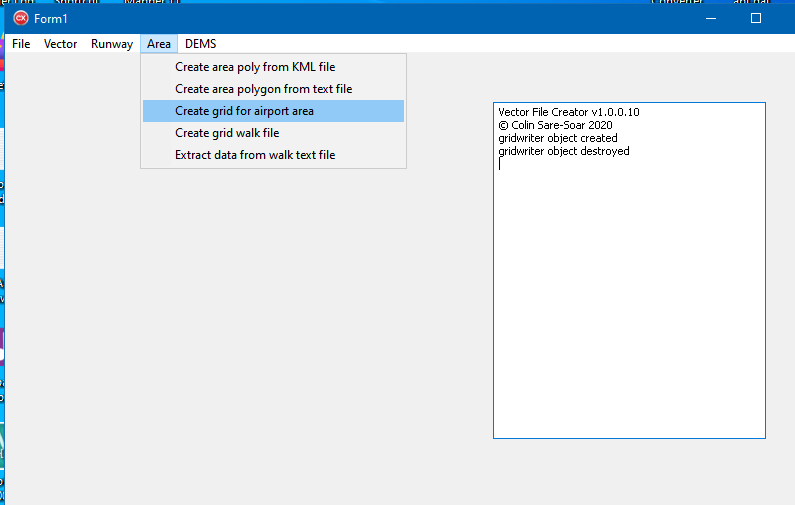 Form1
File Vector Runway Area DEMS
Create area poly from KML file
Create area polygon from text file
Create grid for airport area
Create grid walk file
Extract data from walk text file
Vector File Creator v1.0.0.10
© Colin Sare-Soar 2020
gridwriter object created
gridwriter object destroyed